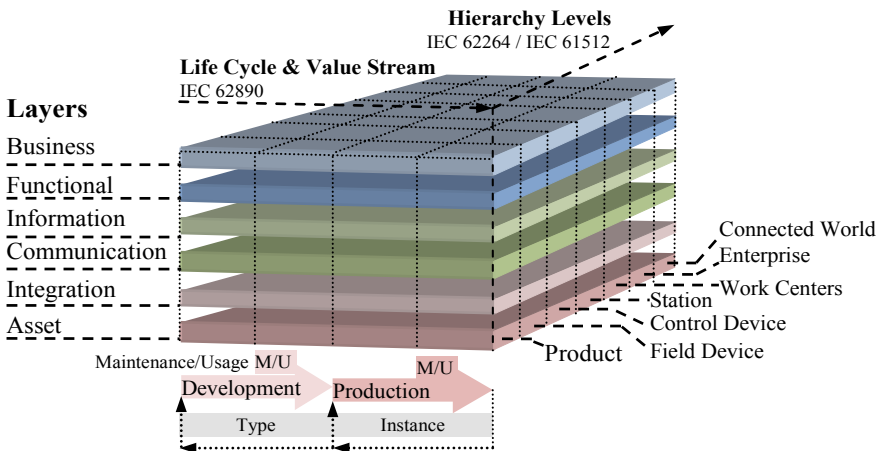 Hierarchy Levels
IEC 62264 / IEC 61512
Life Cycle & Value Stream
IEC 62890
Layers
Business
Functional
Information
Communication
Integration
Asset
Connected World
Enterprise
Work Centers
Station
Control Device
Field Device
Product
Maintenance/Usage M/U M/U
Development Production
Type Instance